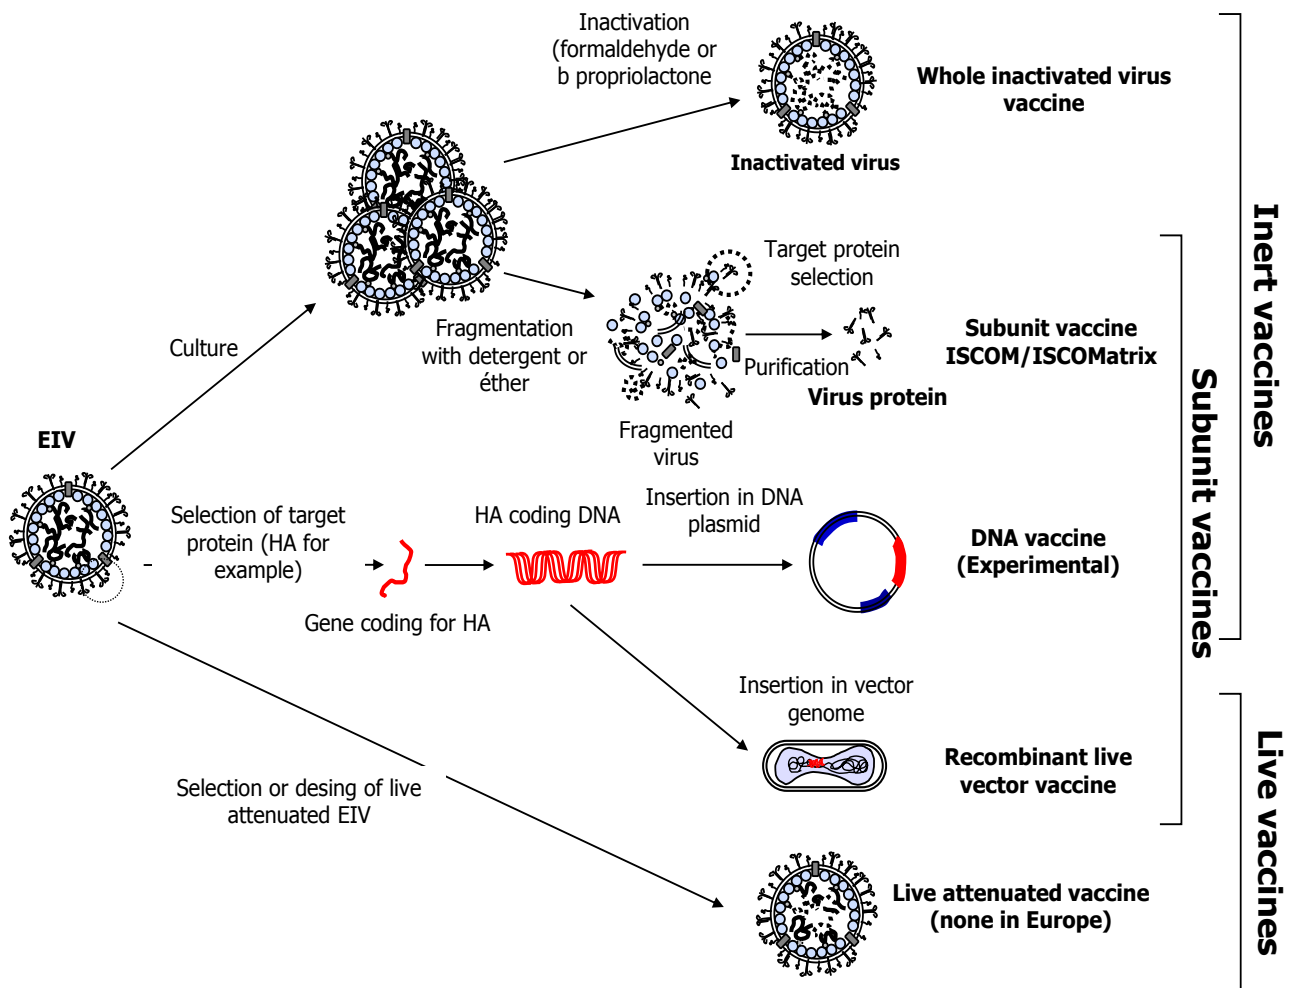 Inactivation
(formaldehyde or
b propriolactone
Whole inactivated virus
vaccine
Inactivated virus
Target protein
selection
Fragmentation
with detergent or
éther
Purification
Subunit vaccine
ISCOM/ISCOMatrix
Virus protein
Fragmented
virus
Culture
EIV
Selection of target
protein (HA for
example)
Gene coding for HA
HA coding DNA
Insertion in DNA
plasmid
DNA vaccine
(Experimental)
Insertion in vector
genome
Recombinant live
vector vaccine
Selection or desing of live
attenuated EIV
Live attenuated vaccine
(none in Europe)
Subunit vaccines
Inert vaccines
Live vaccines